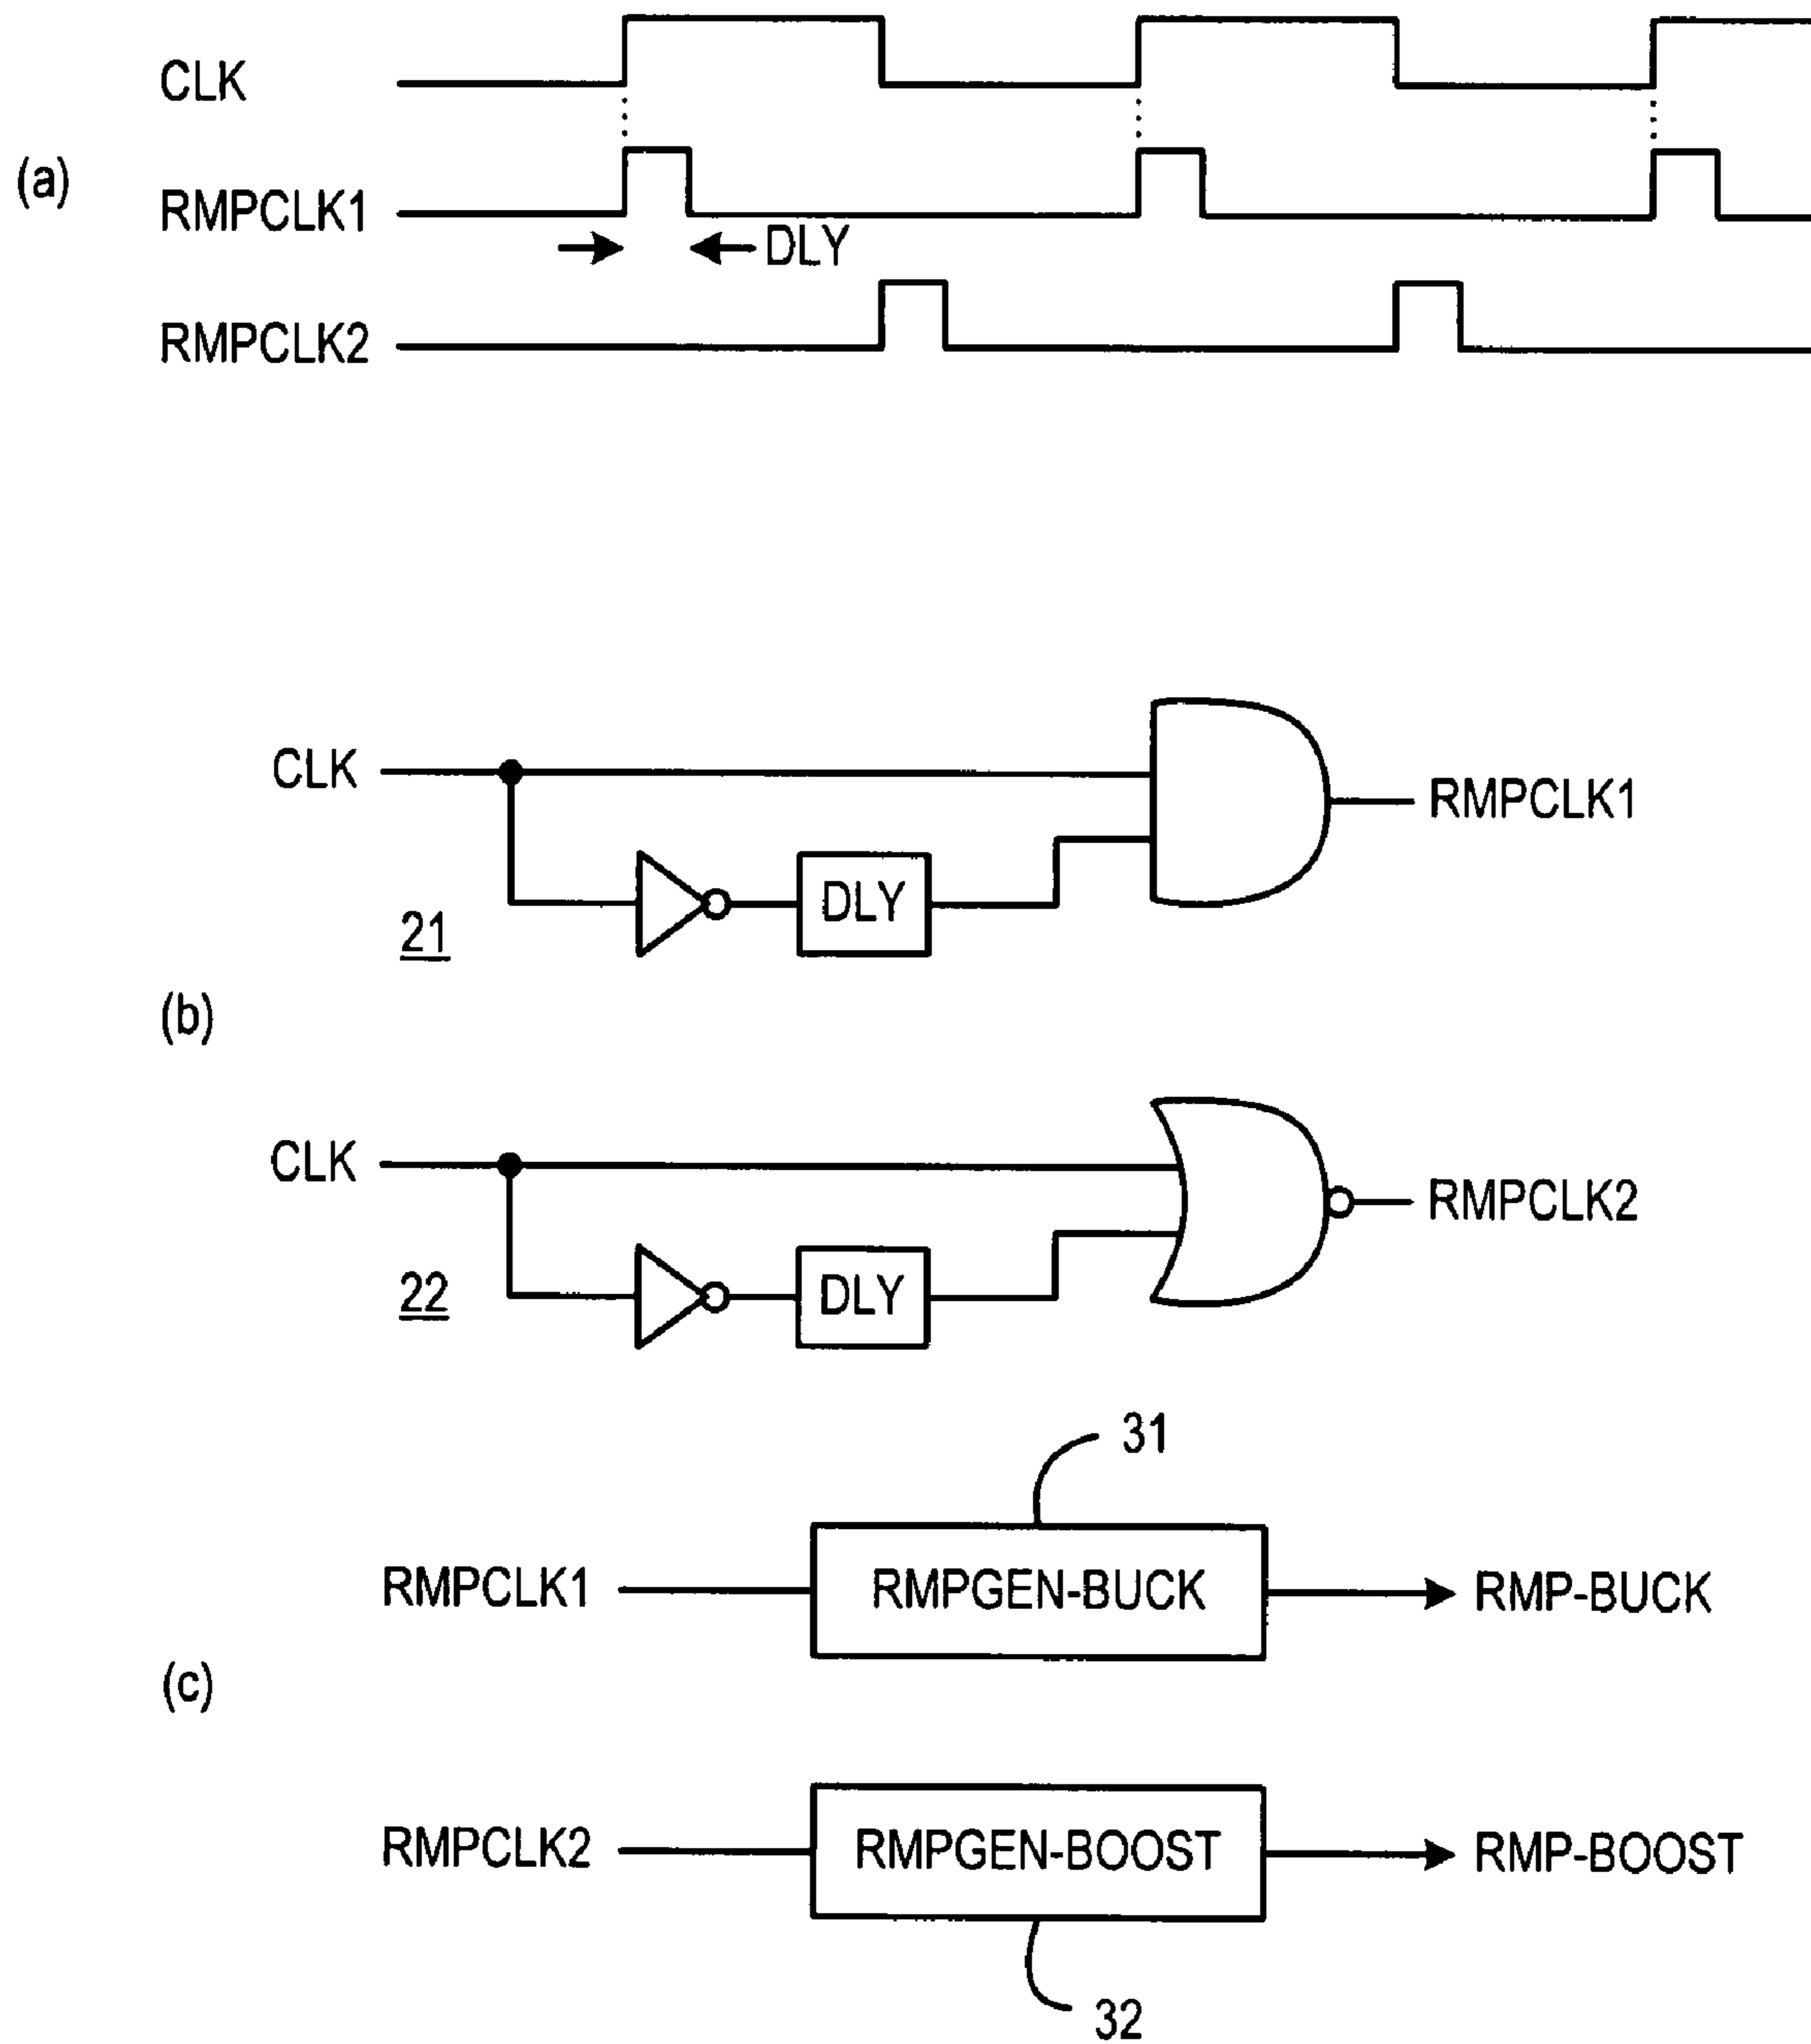 CLK
(a)
RMPCLK1
DLY
RMPCLK2
CLK
RMPCLK1
DLY
21
(b)
CLK
RMPCLK2
DLY
22
31
RMPCLK1
RMPGEN-BUCK
RMP-BUCK
(c)
RMPCLK2
RMPGEN-BOOST
RMP-BOOST
32